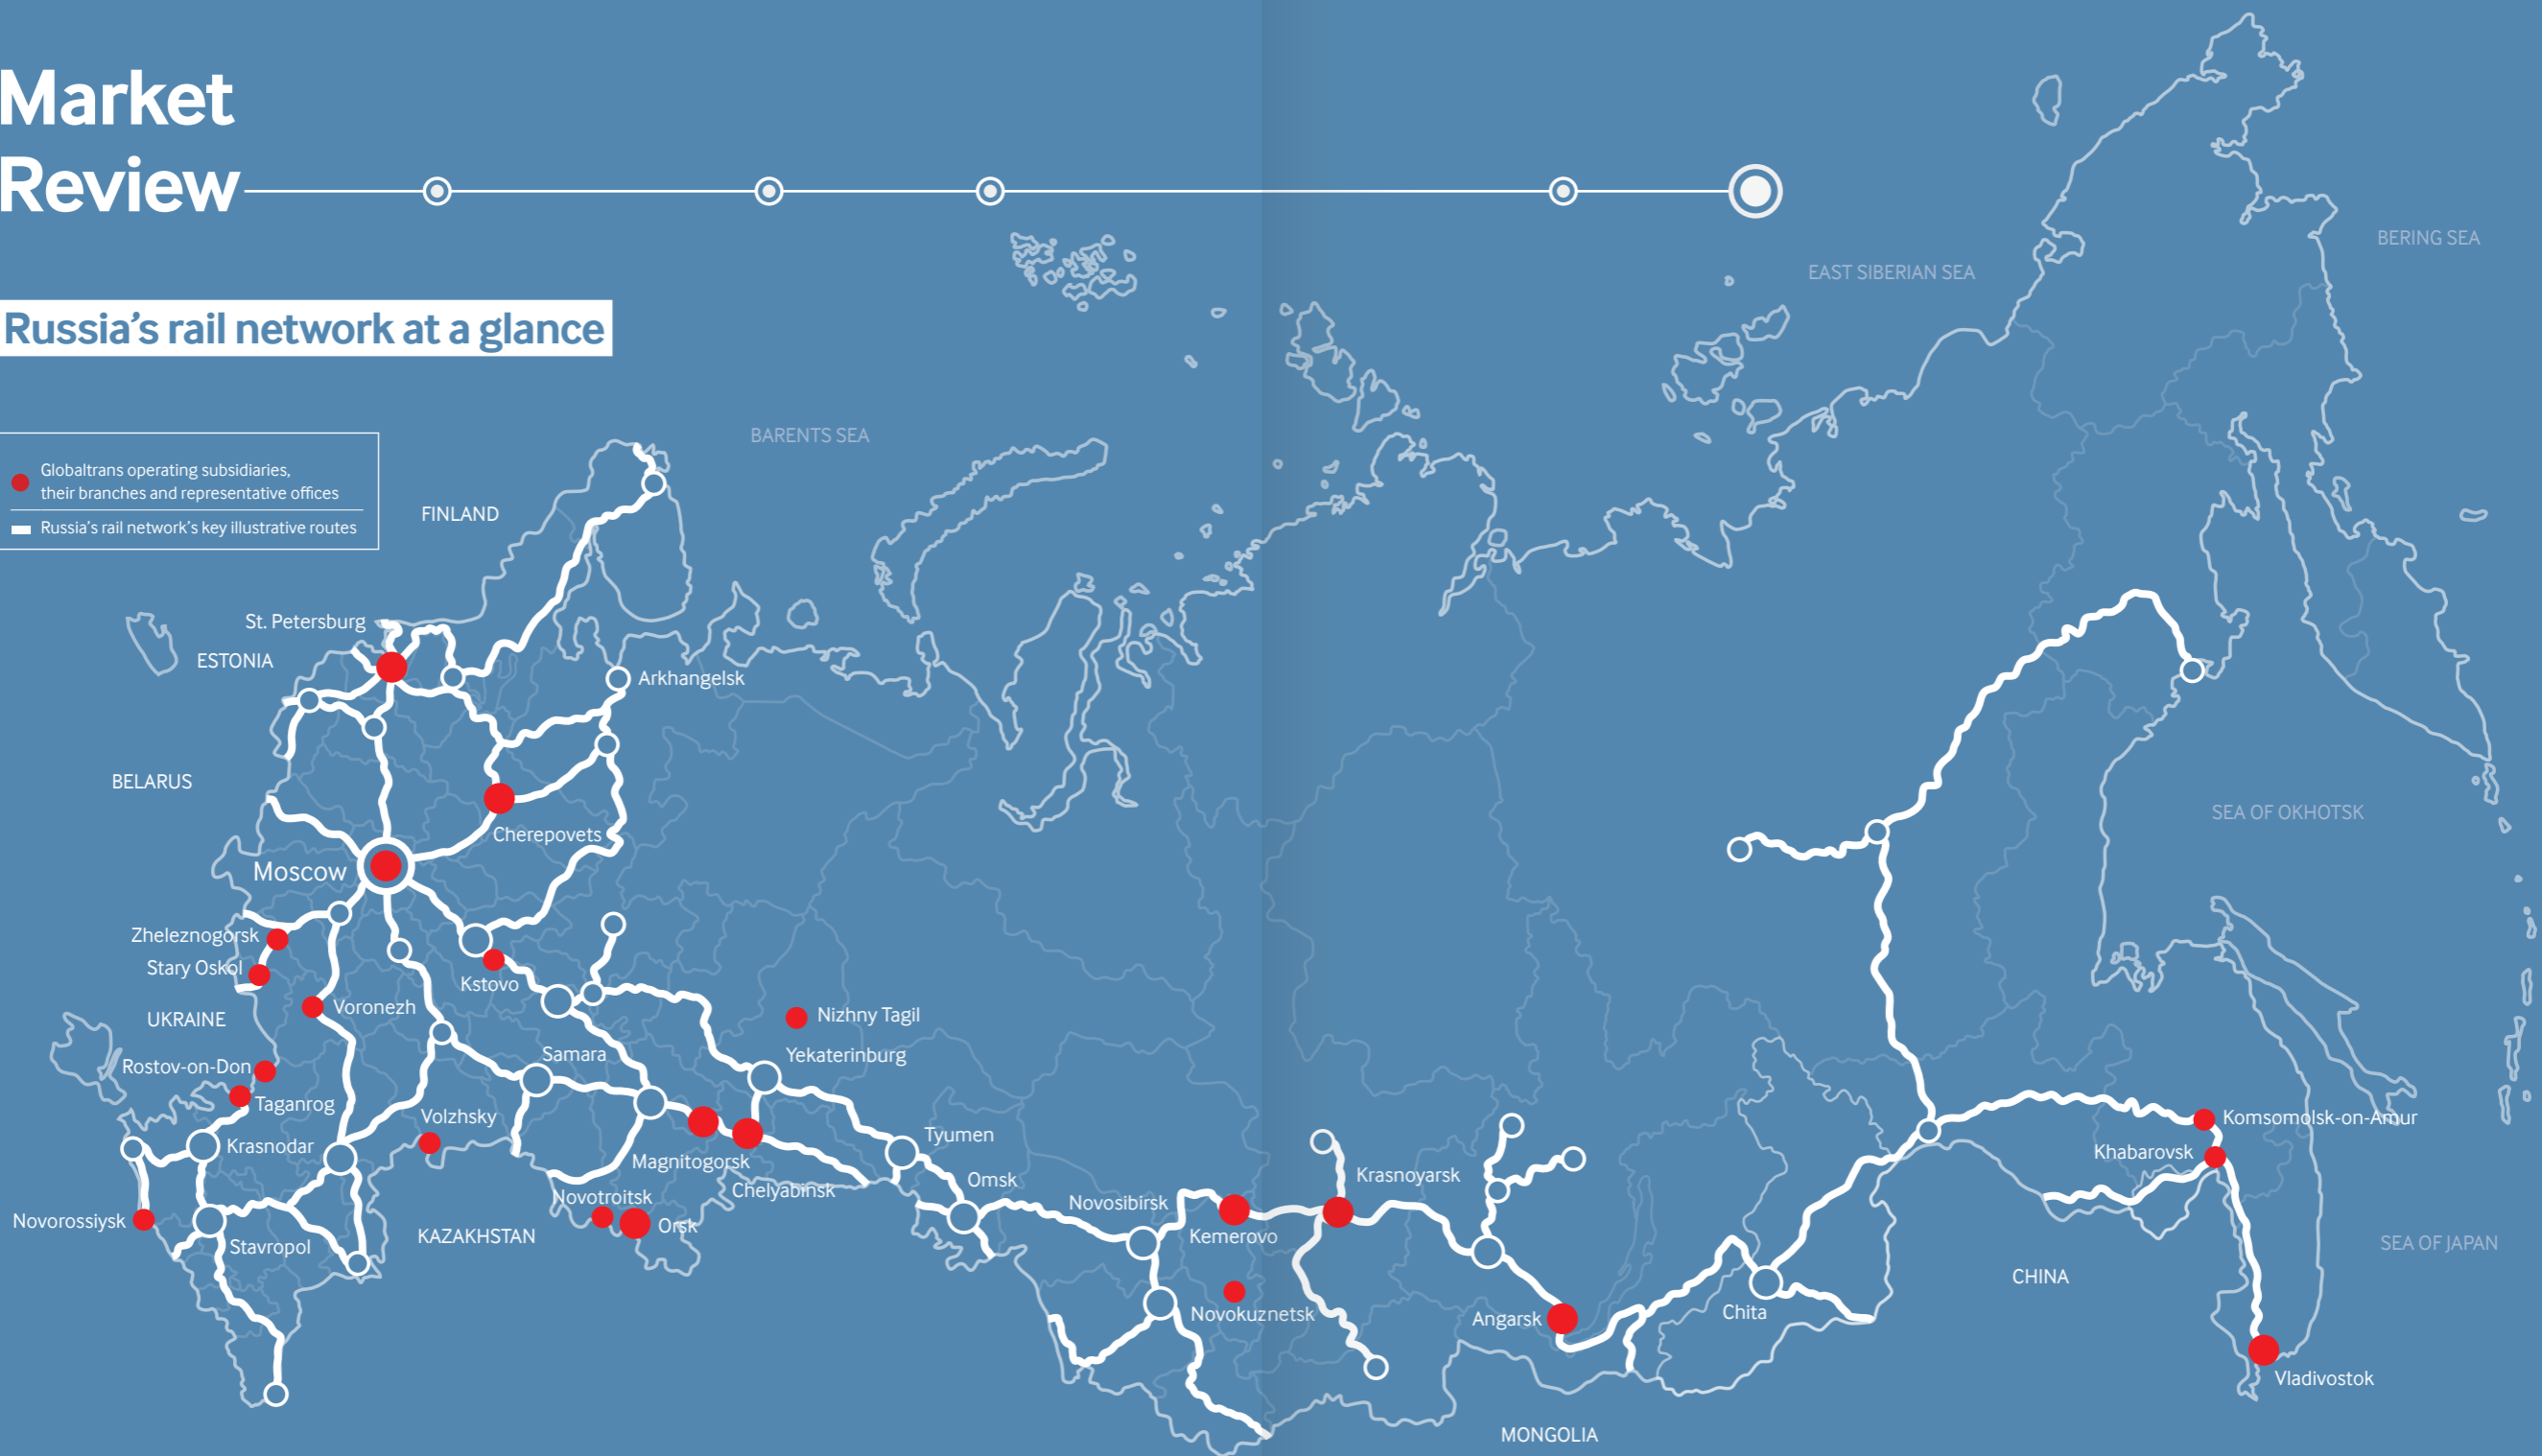 Market
Review
Russia’s rail network at a glance
Globaltrans operating subsidiaries,
their branches and representative offices
Russia’s rail network’s key illustrative routes
BERING SEA
EAST SIBERIAN SEA
BARENTS SEA
FINLAND
St. Petersburg
ESTONIA
Arkhangelsk
BELARUS
SEA OF OKHOTSK
Cherepovets
Moscow
Zheleznogorsk
Stary Oskol
Kstovo
Voronezh
UKRAINE
Nizhny Tagil
Samara
Yekaterinburg
Rostov-on-Don
Taganrog
Volzhsky
Komsomolsk-on-Amur
Krasnodar
Tyumen
Khabarovsk
Magnitogorsk
Krasnoyarsk
Omsk
Chelyabinsk
Novotroitsk
Novosibirsk
Novorossiysk
Orsk
KAZAKHSTAN
Kemerovo
Stavropol
SEA OF JAPAN
CHINA
Chita
Novokuznetsk
Angarsk
Vladivostok
MONGOLIA